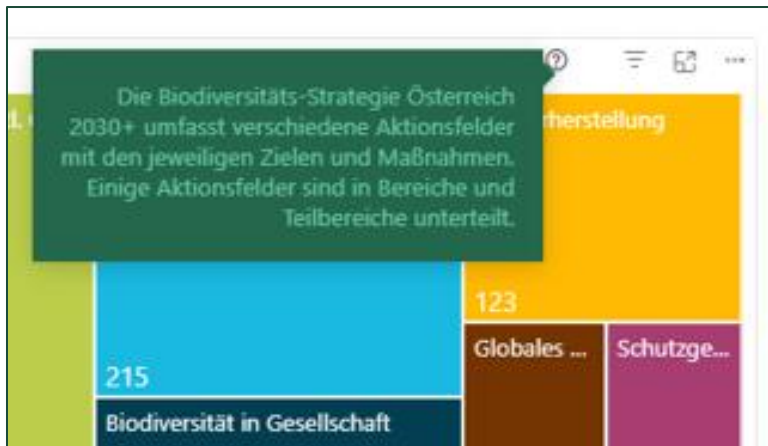 Die Biodiversitäts-Strategie Österreich
2030+ umfasst verschiedene Aktionsfelder
mit den jeweiligen Zielen und Maßnahmen.
Einige Aktionsfelder sind in Bereiche und
Teilbereiche unterteilt.
rherstellung
123
215
Globales ...
Schutzge...
Biodiversität in Gesellschaft